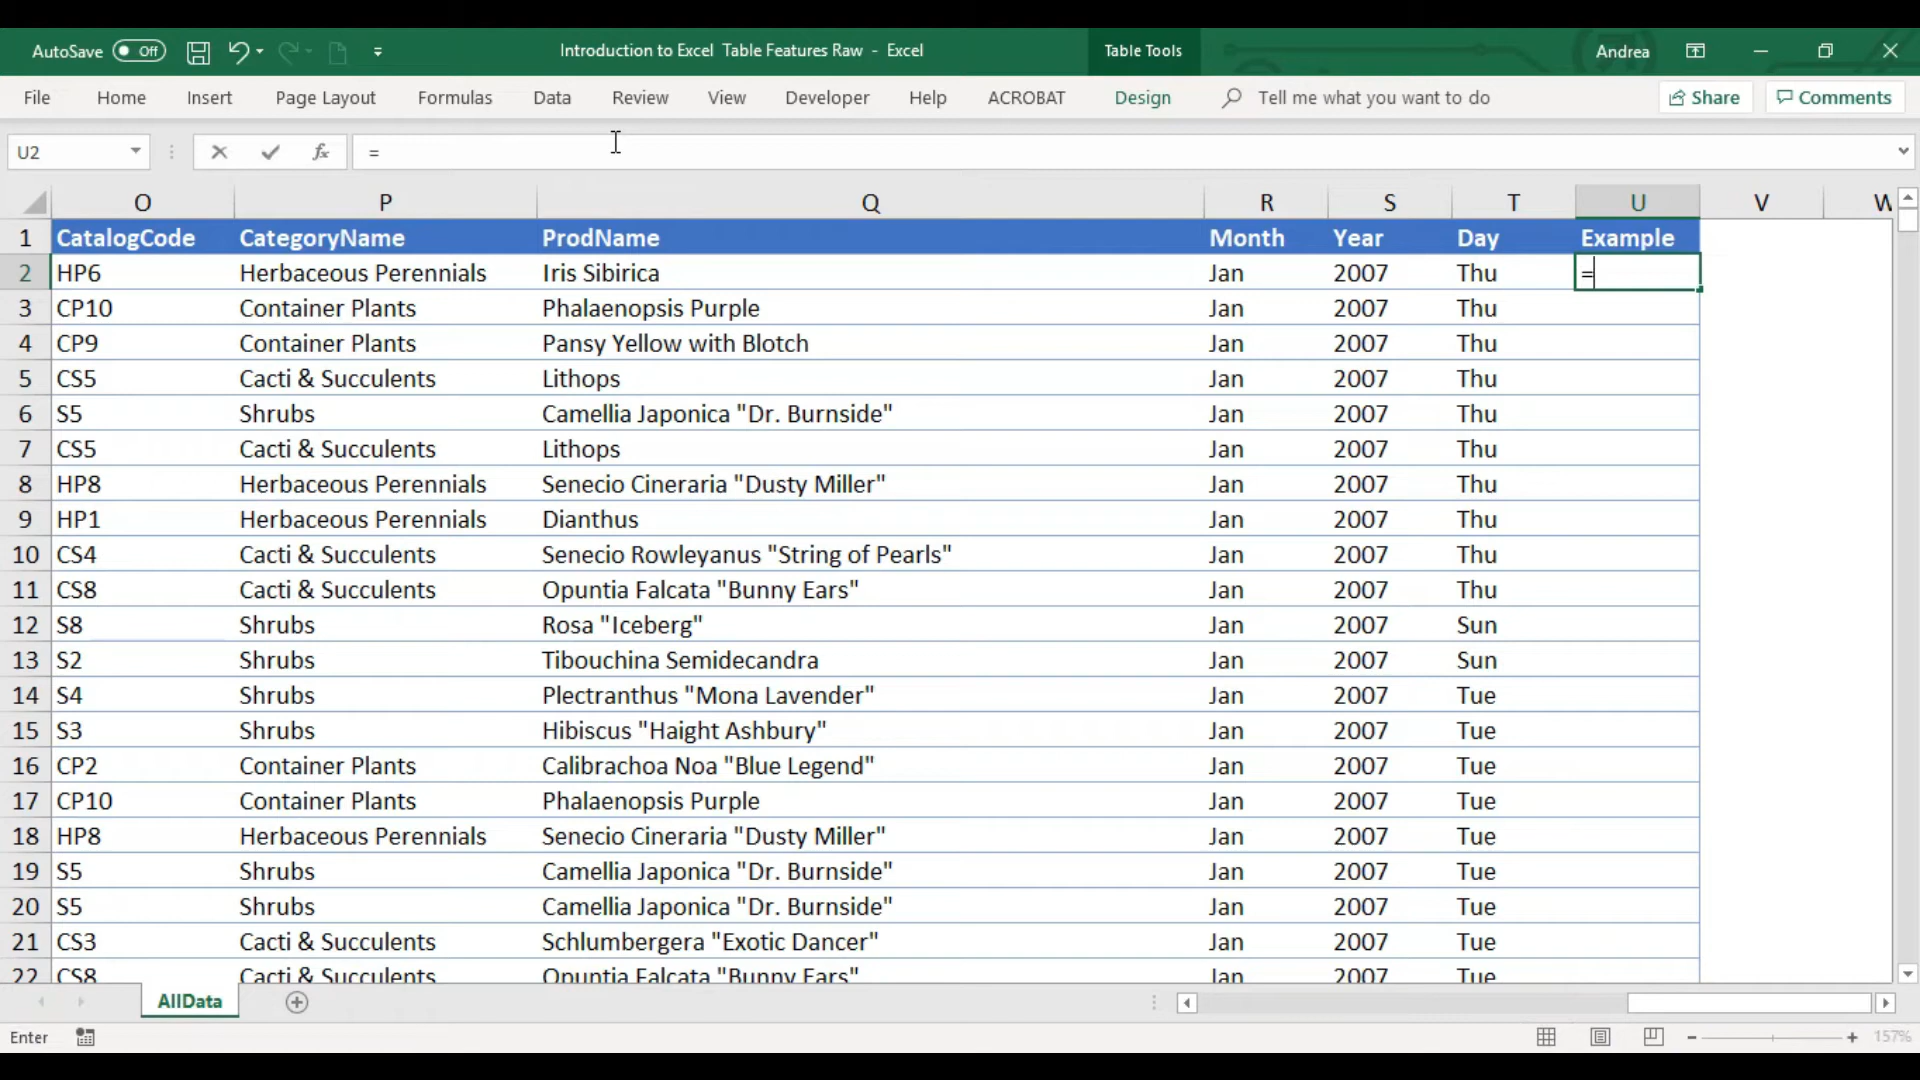 AutoSave Off Introduction to Excel Table Features Raw - Excel Table Tools Andrea
File Home Insert Page Layout Formulas Data Review View Developer Help ACROBAT Design Tell me what you want to do Share Comments
U2 fx =
O P Q R S T U V W
1 CatalogCode CategoryName ProdName Month Year Day Example
2 HP6 Herbaceous Perennials Iris Sibirica Jan 2007 Thu =
3 CP10 Container Plants Phalaenopsis Purple Jan 2007 Thu
4 CP9 Container Plants Pansy Yellow with Blotch Jan 2007 Thu
5 CS5 Cacti & Succulents Lithops Jan 2007 Thu
6 S5 Shrubs Camellia Japonica "Dr. Burnside" Jan 2007 Thu
7 CS5 Cacti & Succulents Lithops Jan 2007 Thu
8 HP8 Herbaceous Perennials Senecio Cineraria "Dusty Miller" Jan 2007 Thu
9 HP1 Herbaceous Perennials Dianthus Jan 2007 Thu
10 CS4 Cacti & Succulents Senecio Rowleyanus "String of Pearls" Jan 2007 Thu
11 CS8 Cacti & Succulents Opuntia Falcata "Bunny Ears" Jan 2007 Thu
12 S8 Shrubs Rosa "Iceberg" Jan 2007 Sun
13 S2 Shrubs Tibouchina Semidecandra Jan 2007 Sun
14 S4 Shrubs Plectranthus "Mona Lavender" Jan 2007 Tue
15 S3 Shrubs Hibiscus "Haight Ashbury" Jan 2007 Tue
16 CP2 Container Plants Calibrachoa Noa "Blue Legend" Jan 2007 Tue
17 CP10 Container Plants Phalaenopsis Purple Jan 2007 Tue
18 HP8 Herbaceous Perennials Senecio Cineraria "Dusty Miller" Jan 2007 Tue
19 S5 Shrubs Camellia Japonica "Dr. Burnside" Jan 2007 Tue
20 S5 Shrubs Camellia Japonica "Dr. Burnside" Jan 2007 Tue
21 CS3 Cacti & Succulents Schlumbergera "Exotic Dancer" Jan 2007 Tue
22 CS8 Cacti & Succulents Opuntia Falcata "Bunny Ears" Jan 2007 Tue
AllData
Enter 157%